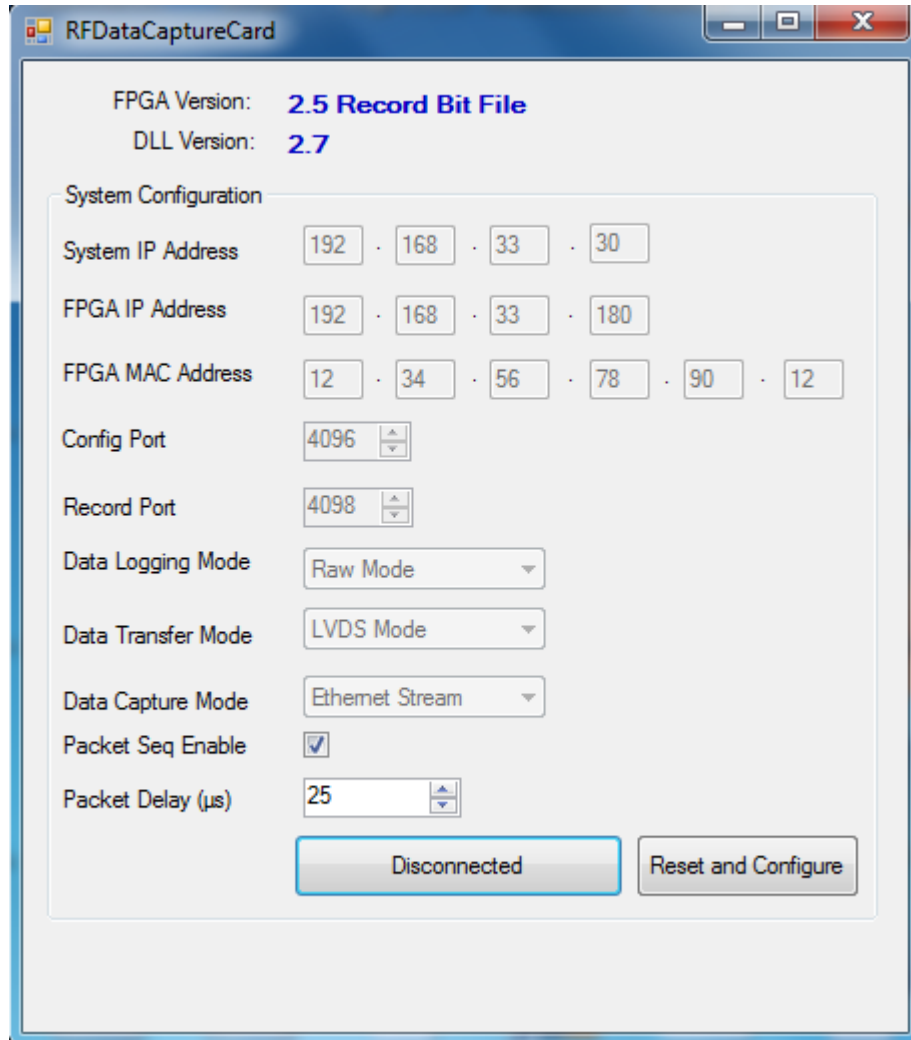 RFDataCaptureCard
FPGA Version: 2.5 Record Bit File
DLL Version: 2.7
System Configuration
System IP Address 192 . 168 . 33 . 30
FPGA IP Address 192 . 168 . 33 . 180
FPGA MAC Address 12 . 34 . 56 . 78 . 90 . 12
Config Port 4096
Record Port 4098
Data Logging Mode Raw Mode
Data Transfer Mode LVDS Mode
Data Capture Mode Ethernet Stream
Packet Seq Enable
Packet Delay (µs) 25
Disconnected Reset and Configure